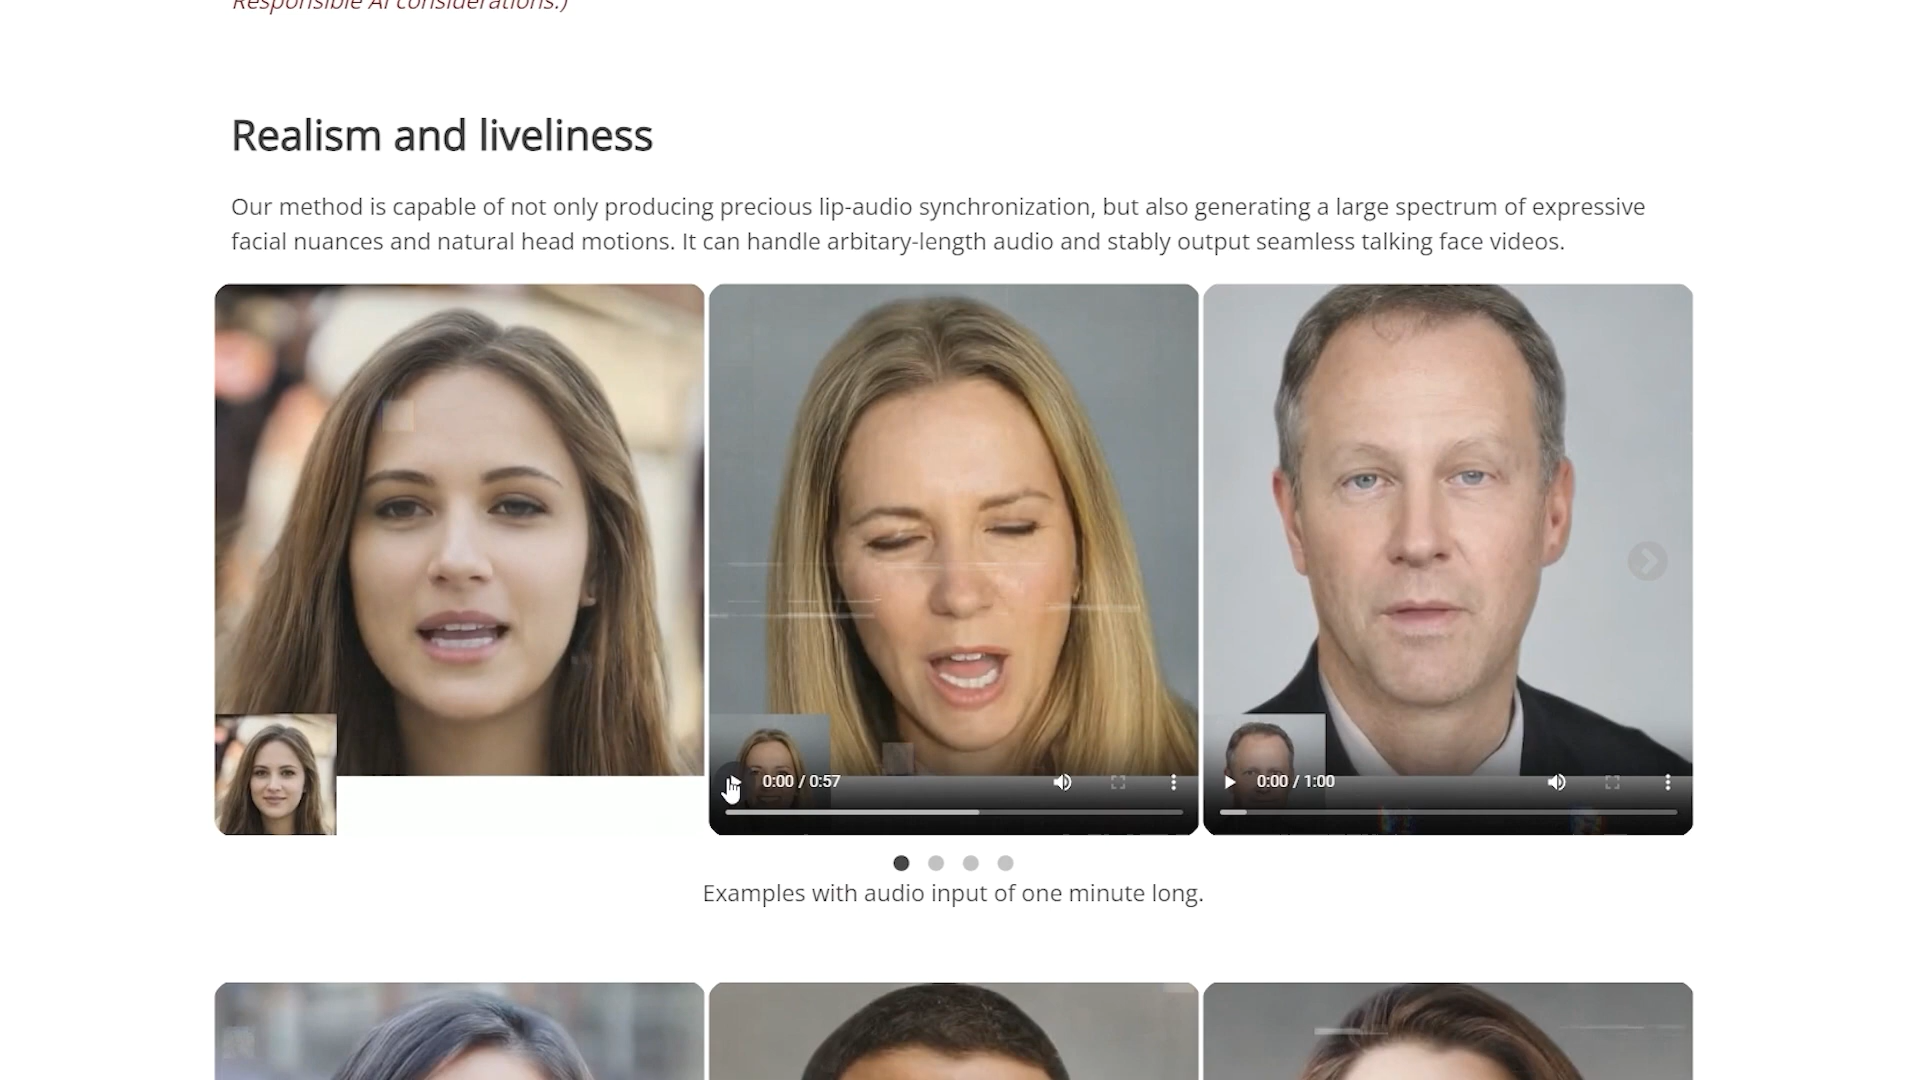 Responsible AI considerations.)
Realism and liveliness
Our method is capable of not only producing precious lip-audio synchronization, but also generating a large spectrum of expressive
facial nuances and natural head motions. It can handle arbitary-length audio and stably output seamless talking face videos.
0:00 / 0:57
0:00 / 1:00
Examples with audio input of one minute long.